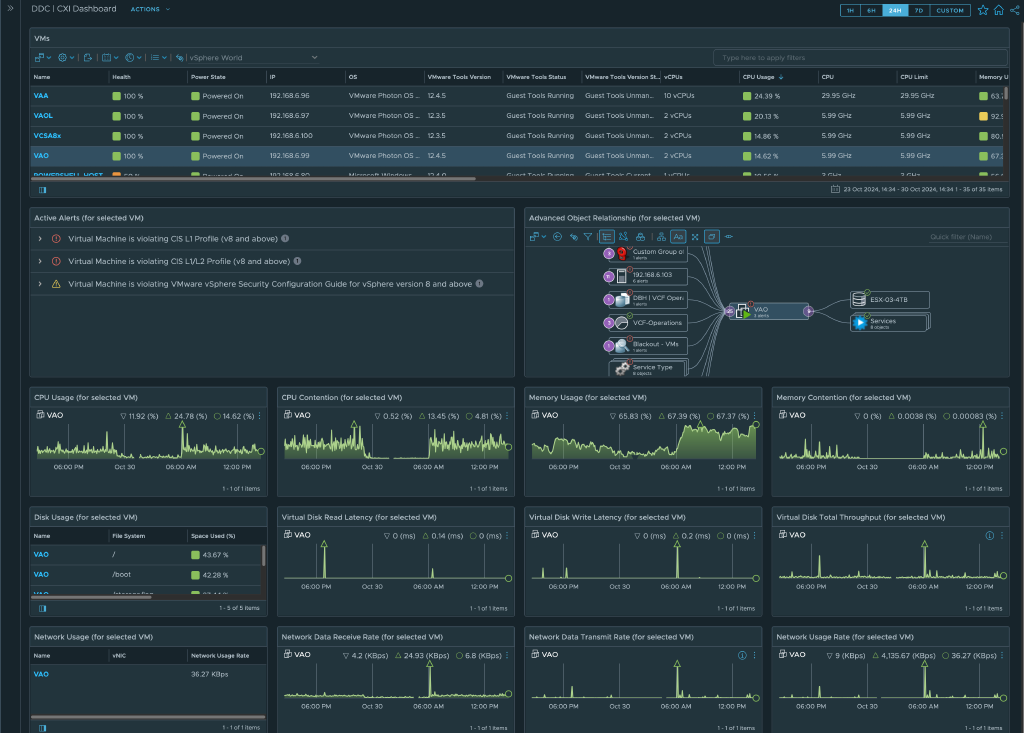 DDC | CXI Dashboard ACTIONS 1H 6H 24H 7D CUSTOM
VMs
vSphere World Type here to apply filters
Name Health Power State IP OS VMware Tools Version VMware Tools Status VMware Tools Version St... vCPUs CPU Usage CPU CPU Limit Memory U
VAA 100 % Powered On 192.168.6.96 VMware Photon OS ... 12.4.5 Guest Tools Running Guest Tools Unman... 10 vCPUs 24.39 % 29.95 GHz 29.95 GHz 63.
VAOL 100 % Powered On 192.168.6.97 VMware Photon OS ... 12.3.5 Guest Tools Running Guest Tools Unman... 2 vCPUs 20.13 % 5.99 GHz 5.99 GHz 92.
VCSA8x 100 % Powered On 192.168.6.100 VMware Photon OS ... 12.3.5 Guest Tools Running Guest Tools Unman... 2 vCPUs 14.86 % 5.99 GHz 5.99 GHz 80.
VAO 100 % Powered On 192.168.6.99 VMware Photon OS ... 12.4.5 Guest Tools Running Guest Tools Unman... 2 vCPUs 14.62 % 5.99 GHz 5.99 GHz 67.
23 Oct 2024, 14:34 - 30 Oct 2024, 14:34 1 - 35 of 35 items
Active Alerts (for selected VM)
Virtual Machine is violating CIS L1 Profile (v8 and above)
Virtual Machine is violating CIS L1/L2 Profile (v8 and above)
Virtual Machine is violating VMware vSphere Security Configuration Guide for vSphere version 8 and above
Advanced Object Relationship (for selected VM)
Aa Quick filter (Name)
Custom Group o
1 alerts
192.168.6.103
6 alerts
DBH | VCF Opera
1 alerts
VCF-Operations
Blackout - VMs
1 alerts
Service Type
8 objects
VAO
3 alerts
ESX-03-4TB
Services
8 objects
CPU Usage (for selected VM)
VAO 11.92 (%) 24.78 (%) 14.62 (%)
06:00 PM Oct 30 06:00 AM 12:00 PM
1 - 1 of 1 items
CPU Contention (for selected VM)
VAO 0.52 (%) 13.45 (%) 4.81 (%)
06:00 PM Oct 30 06:00 AM 12:00 PM
1 - 1 of 1 items
Memory Usage (for selected VM)
VAO 65.83 (%) 67.39 (%) 67.37 (%)
06:00 PM Oct 30 06:00 AM 12:00 PM
1 - 1 of 1 items
Memory Contention (for selected VM)
VAO 0 (%) 0.0038 (%) 0.00083 (%)
06:00 PM Oct 30 06:00 AM 12:00 PM
1 - 1 of 1 items
Disk Usage (for selected VM)
Name File System Space Used (%)
VAO / 43.67 %
VAO /boot 42.28 %
1 - 5 of 5 items
Virtual Disk Read Latency (for selected VM)
VAO 0 (ms) 0.14 (ms) 0 (ms)
06:00 PM Oct 30 06:00 AM 12:00 PM
1 - 1 of 1 items
Virtual Disk Write Latency (for selected VM)
VAO 0 (ms) 0.2 (ms) 0 (ms)
06:00 PM Oct 30 06:00 AM 12:00 PM
1 - 1 of 1 items
Virtual Disk Total Throughput (for selected VM)
VAO
06:00 PM Oct 30 06:00 AM 12:00 PM
1 - 1 of 1 items
Network Usage (for selected VM)
Name vNIC Network Usage Rate
VAO 36.27 KBps
1 - 1 of 1 items
Network Data Receive Rate (for selected VM)
VAO 4.2 (KBps) 24.93 (KBps) 6.8 (KBps)
06:00 PM Oct 30 06:00 AM 12:00 PM
1 - 1 of 1 items
Network Data Transmit Rate (for selected VM)
VAO
06:00 PM Oct 30 06:00 AM 12:00 PM
1 - 1 of 1 items
Network Usage Rate (for selected VM)
VAO 9 (KBps) 4,135.67 (KBps) 36.27 (KBps)
06:00 PM Oct 30 06:00 AM 12:00 PM
1 - 1 of 1 items